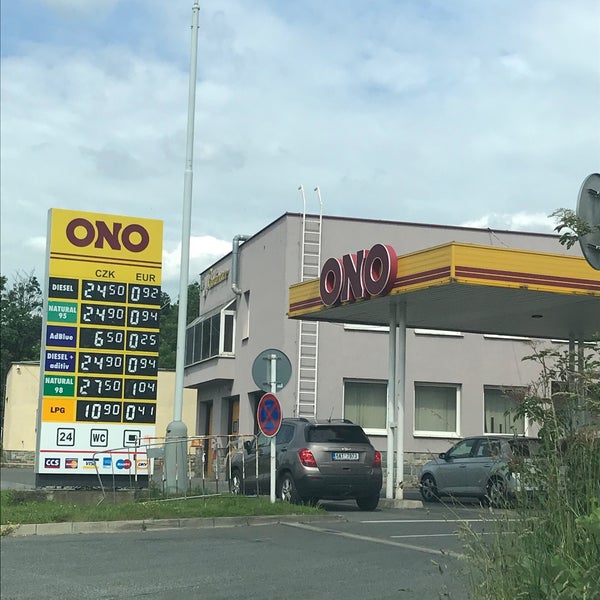 ONO
CZK EUR
DIESEL 24.50 0.92
NATURAL 95 24.90 0.94
AdBlue 6.50 0.25
DIESEL + aditiv 24.90 0.94
NATURAL 98 27.50 1.04
LPG 10.90 0.41
24 WC
CCS VISA
ONO